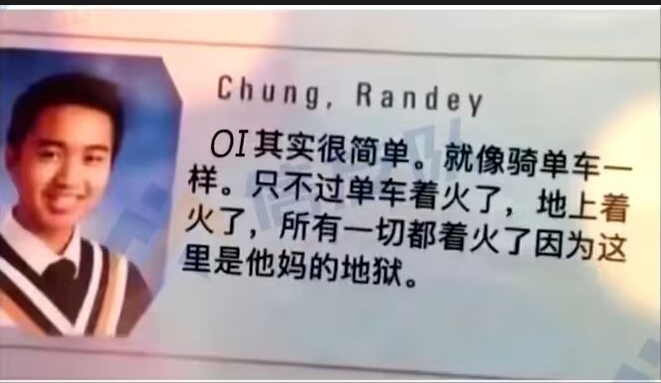 Chung, Randey
OI其实很简单。就像骑单车一
样。只不过单车着火了，地上着
火了，所有一切都着火了因为这
里是他妈的地狱。